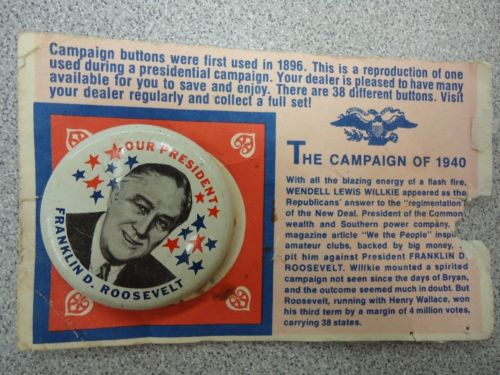 Campaign buttons were first used in 1896. This is a reproduction of one
used during a presidential campaign. Your dealer is pleased to have many
available for you to save and enjoy. There are 38 different buttons. Visit
your dealer regularly and collect a full set!
OUR PRESIDENT
FRANKLIN D. ROOSEVELT
THE CAMPAIGN OF 1940
With all the blazing energy of a flash fire,
WENDELL LEWIS WILLKIE appeared as the
Republicans' answer to the "regimentation
of the New Deal. President of the Common
wealth and Southern power company,
magazine article "We the People" inspi
amateur clubs, backed by big money,
pit him against President FRANKLIN D.
ROOSEVELT. Willkie mounted a spirited
campaign not seen since the days of Bryan,
and the outcome seemed much in doubt. But
Roosevelt, running with Henry Wallace, won
his third term by a margin of 4 million votes,
carrying 38 states.